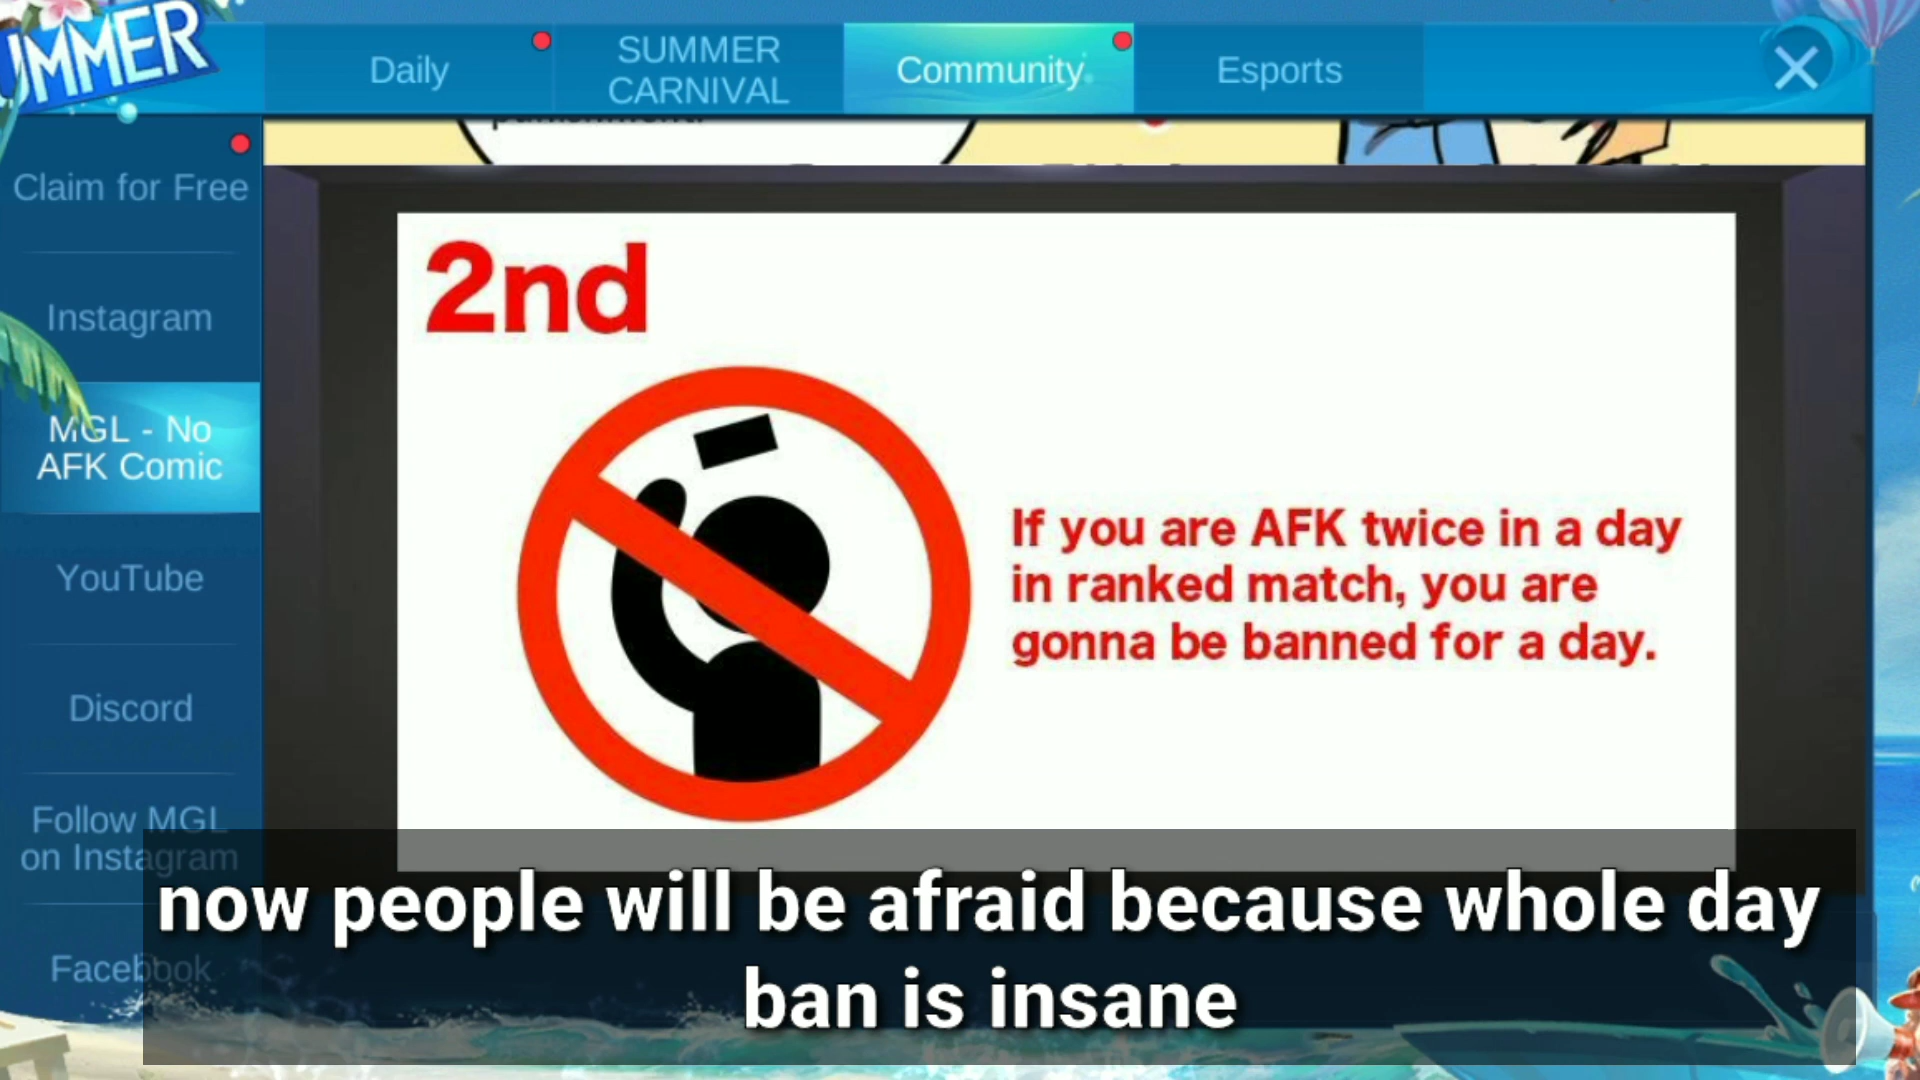 UMMER
Daily
SUMMER
CARNIVAL
Community
Esports
Claim for Free
Instagram
MGL - No
AFK Comic
YouTube
Discord
Follow MGL
on Instagram
Facebook
2nd
If you are AFK twice in a day
in ranked match, you are
gonna be banned for a day.
now people will be afraid because whole day
ban is insane